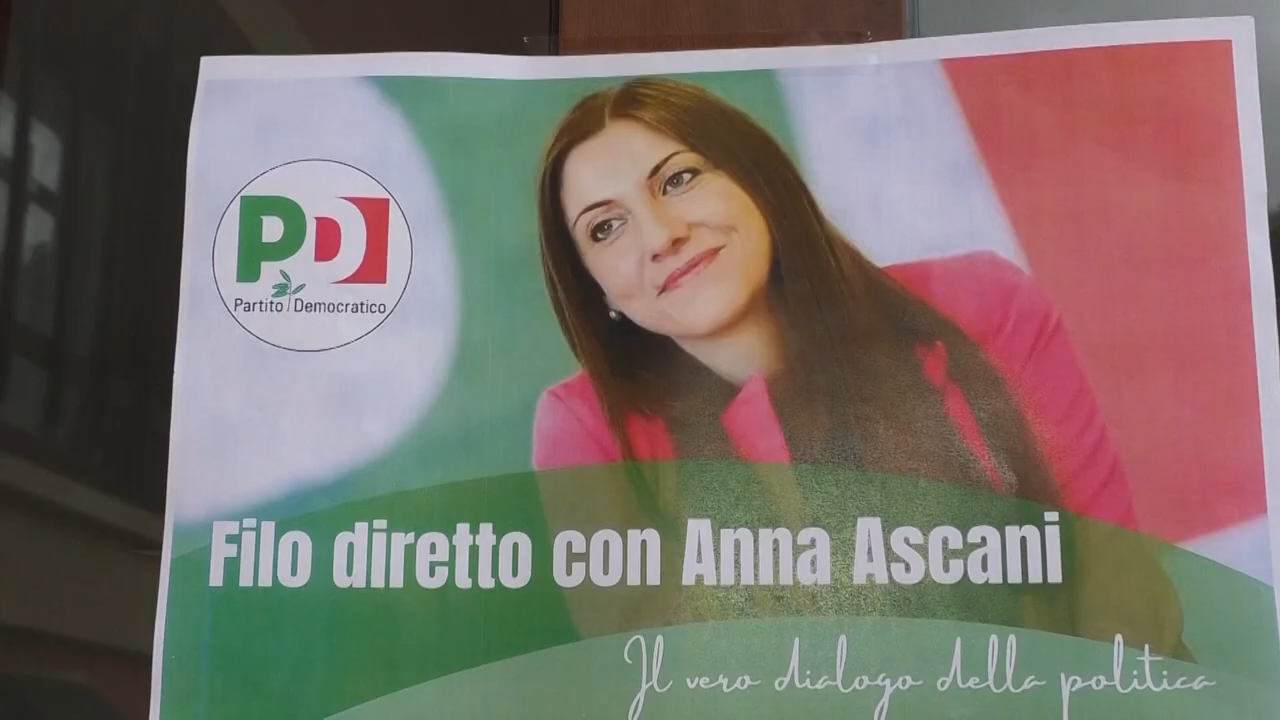 PD
Partito Democratico
Filo diretto con Anna Ascani
Il vero dialogo della politica